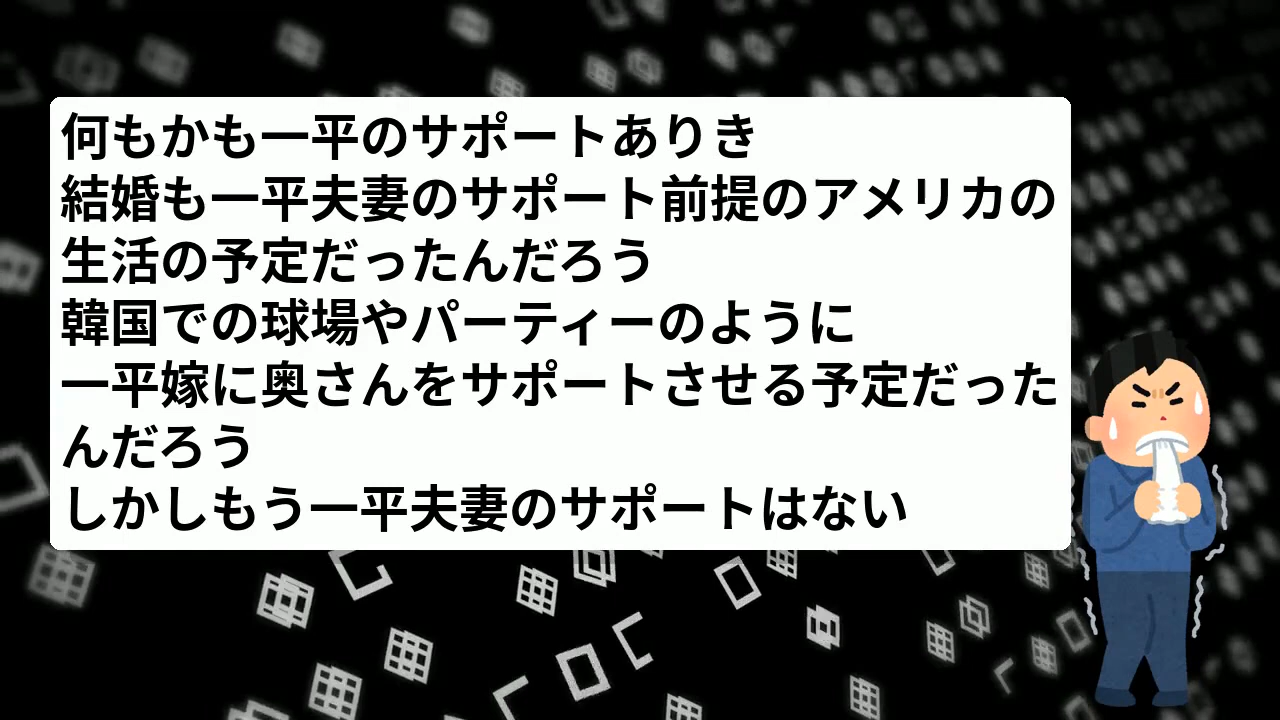 何もかも一平のサポートありき
結婚も一平夫妻のサポート前提のアメリカの
生活の予定だったんだろう
韓国での球場やパーティーのように
一平嫁に奥さんをサポートさせる予定だった
んだろう
しかしもう一平夫妻のサポートはない